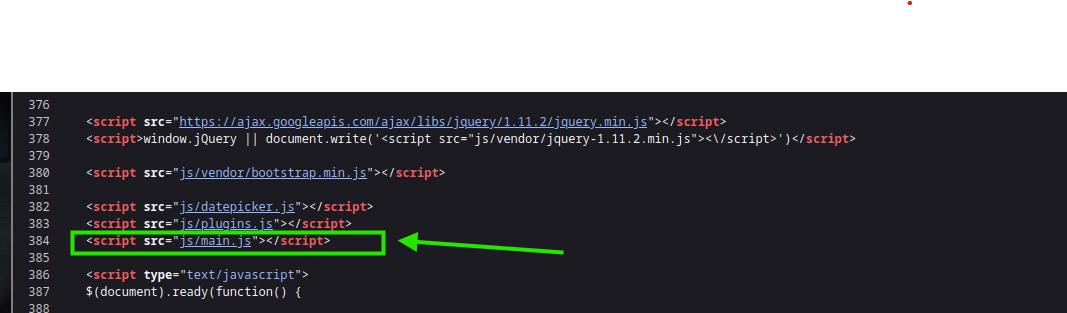 376
377 <script src="https://ajax.googleapis.com/ajax/libs/jquery/1.11.2/jquery.min.js"></script>
378 <script>window.jQuery || document.write('<script src="js/vendor/jquery-1.11.2.min.js"><\/script>')</script>
379
380 <script src="js/vendor/bootstrap.min.js"></script>
381
382 <script src="js/datepicker.js"></script>
383 <script src="js/plugins.js"></script>
384 <script src="js/main.js"></script>
385
386 <script type="text/javascript">
387 $(document).ready(function() {
388